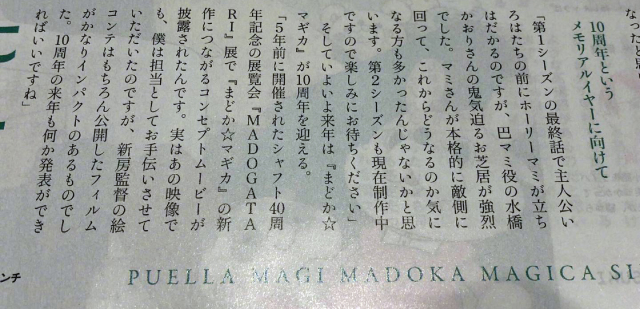 なった
10周年という
メモリアルイヤーに向けて
「第1シーズンの最終話で主人公いろ
はたちの前にホーリーマミが立ち
はだかるのですが、巴マミ役の水橋
かおりさんの鬼気迫るお芝居が強烈
でした。マミさんが本格的に敵側に
回って、これからどうなるのか気に
なる方も多かったんじゃないかと思
います。第2シーズンも現在制作中
ですので楽しみにお待ちください」
そしていよいよ来年は『まどか☆
マギカ』が10周年を迎える。
「5年前に開催されたシャフト40周
年記念の展覧会『MADOGATA
RI』展で『まどか☆マギカ』の新
作につながるコンセプトムービーが
披露されたんです。実はあの映像で
も、僕は担当としてお手伝いさせて
いただいたのですが、新房監督の絵
コンテはもちろん公開したフィルム
がかなりインパクトのあるものでし
た。10周年の来年も何か発表ができ
ればいいですね」
PUELLA MAGI MADOKA MAGICA SI
ンチ